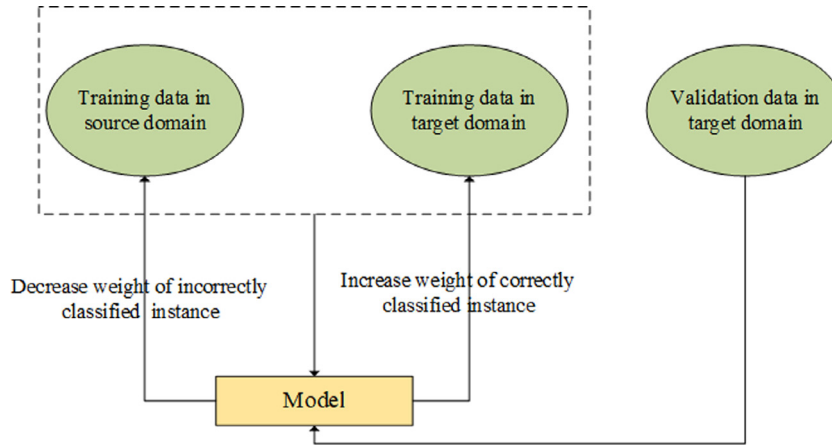 Training data in
source domain
Training data in
target domain
Validation data in
target domain
Decrease weight of incorrectly
classified instance
Increase weight of correctly
classified instance
Model